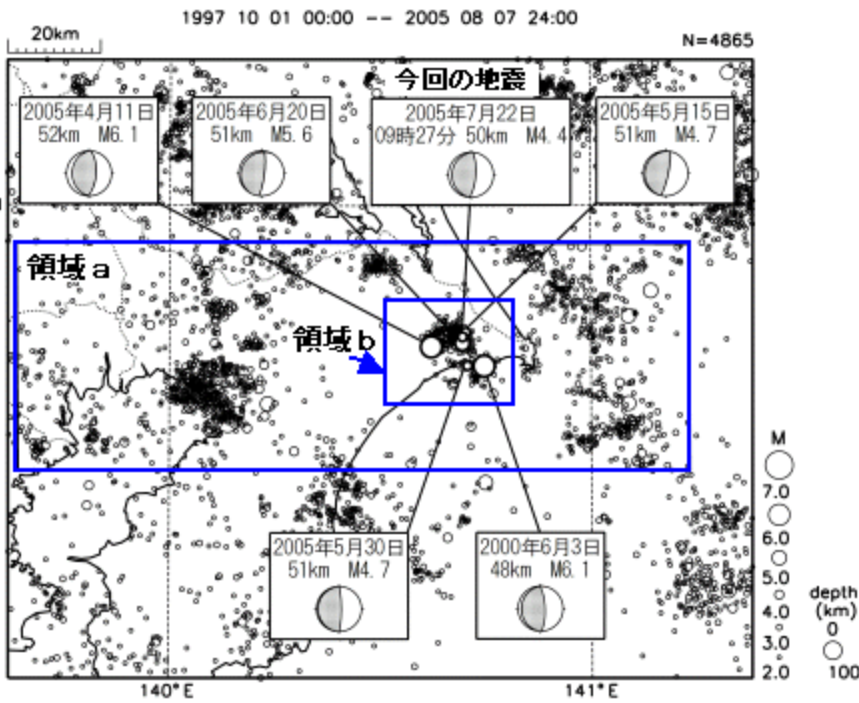 1997 10 01 00:00 -- 2005 08 07 24:00
20km
N=4865
今回の地震
2005年4月11日
52km M6.1
2005年6月20日
51km M5.6
2005年7月22日
09時27分 50km M4.4
2005年5月15日
51km M4.7
領域a
領域b
2005年5月30日
51km M4.7
2000年6月3日
48km M6.1
M
7.0
6.0
5.0
4.0
3.0
2.0
depth
(km)
0
100
140°E
141°E